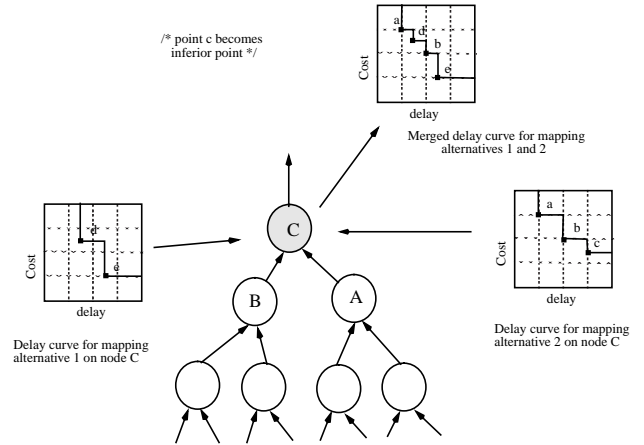 /* point c becomes
inferior point */
a
d
b
e
Cost
delay
Merged delay curve for mapping
alternatives 1 and 2
d
e
Cost
delay
Delay curve for mapping
alternative 1 on node C
C
B
A
a
b
c
Cost
delay
Delay curve for mapping
alternative 2 on node C